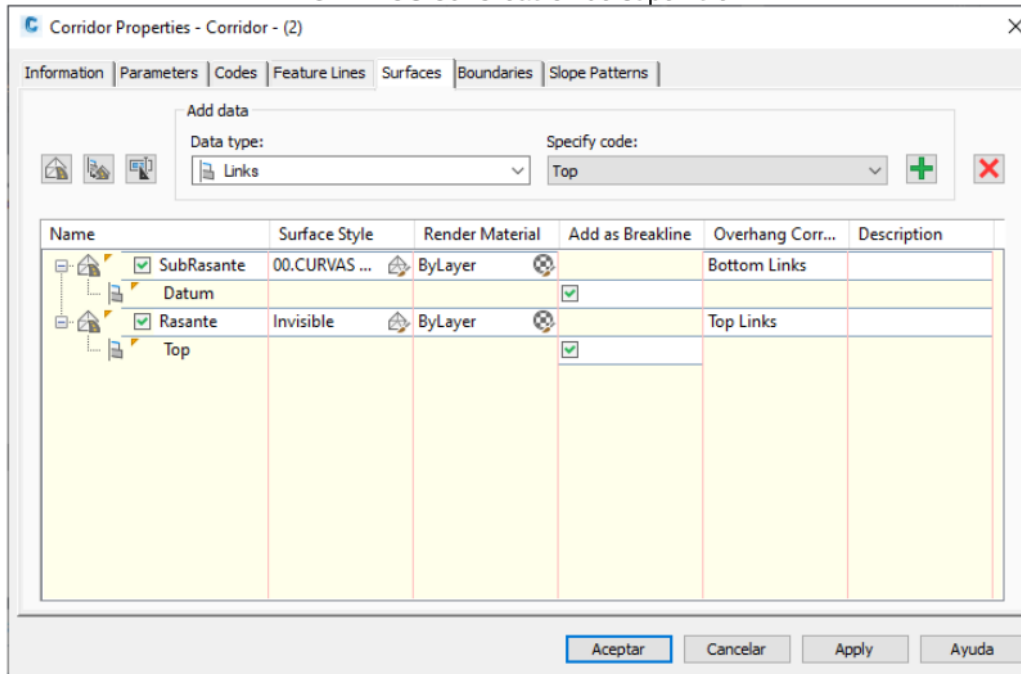 Corridor Properties - Corridor - (2)
Information Parameters Codes Feature Lines Surfaces Boundaries Slope Patterns
Add data
Data type: Specify code:
Links Top
Name Surface Style Render Material Add as Breakline Overhang Corr... Description
SubRasante 00.CURVAS ... ByLayer Bottom Links
Datum
Rasante Invisible ByLayer Top Links
Top
Aceptar Cancelar Apply Ayuda